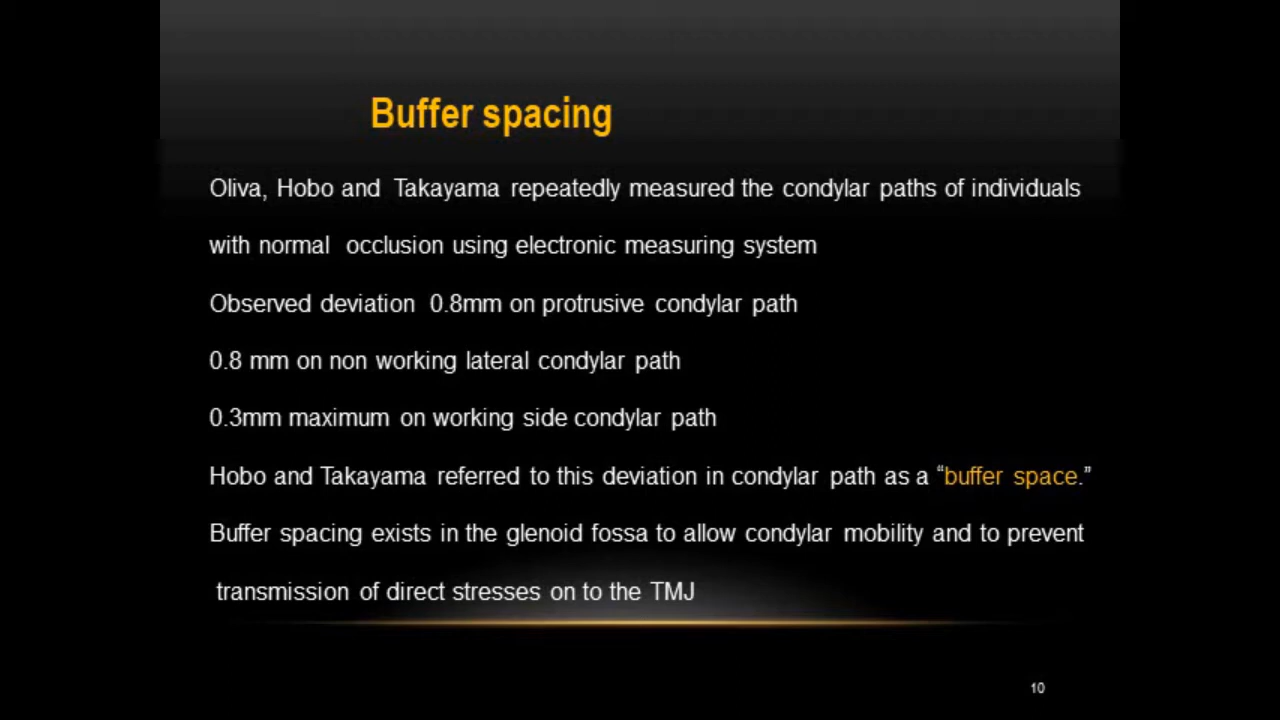 Buffer spacing
Oliva, Hobo and Takayama repeatedly measured the condylar paths of individuals
with normal occlusion using electronic measuring system
Observed deviation 0.8mm on protrusive condylar path
0.8 mm on non working lateral condylar path
0.3mm maximum on working side condylar path
Hobo and Takayama referred to this deviation in condylar path as a “buffer space.”
Buffer spacing exists in the glenoid fossa to allow condylar mobility and to prevent
transmission of direct stresses on to the TMJ
10